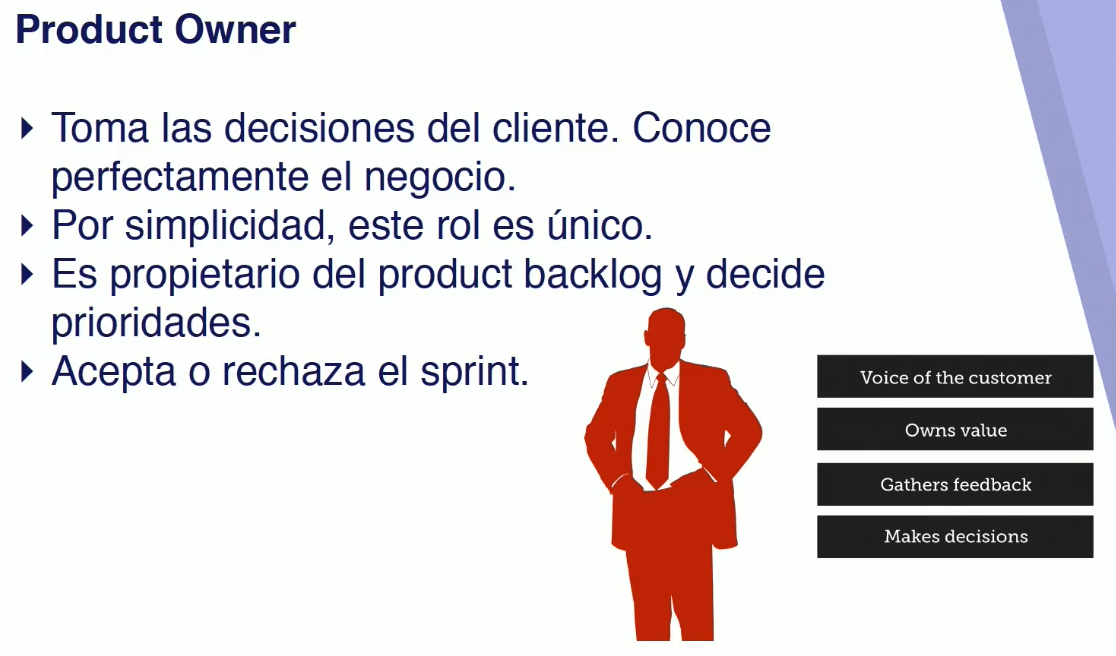 Product Owner
Toma las decisiones del cliente. Conoce
perfectamente el negocio.
Por simplicidad, este rol es único.
Es propietario del product backlog y decide
prioridades.
Acepta o rechaza el sprint.
Voice of the customer
Owns value
Gathers feedback
Makes decisions